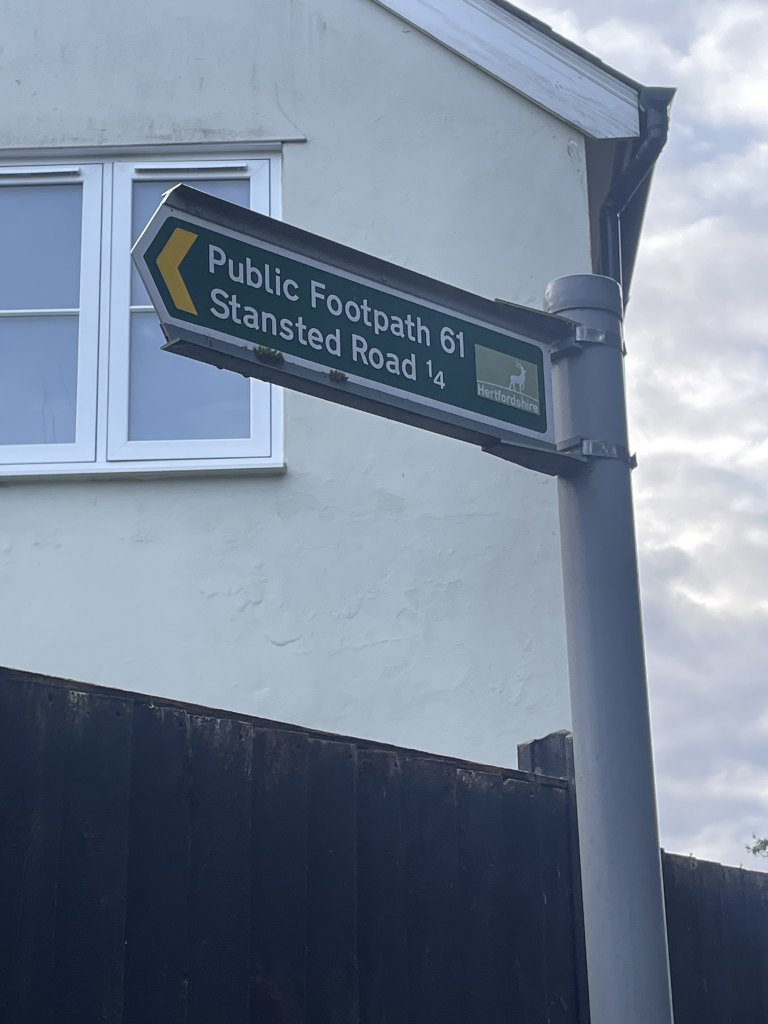 Public Footpath 61
Stansted Road ¼
Hertfordshire